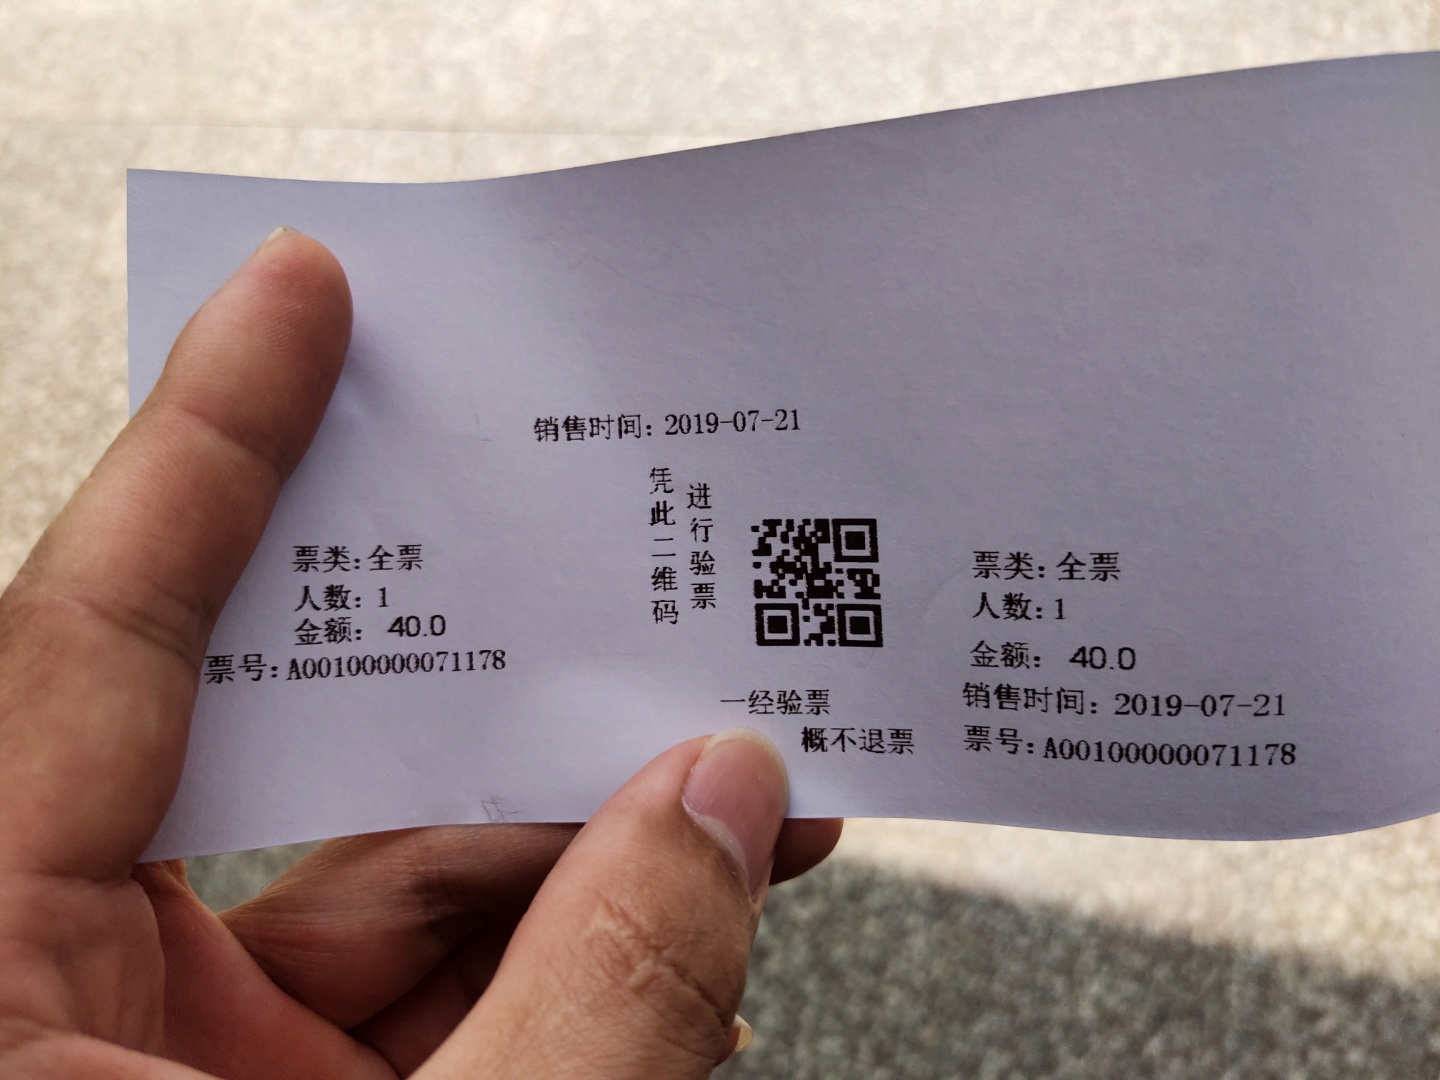 销售时间: 2019-07-21
凭此二维码
进行验票
票类: 全票
人数: 1
金额: 40.0
票号: A00100000071178
一经验票
概不退票
票类: 全票
人数: 1
金额: 40.0
销售时间: 2019-07-21
票号: A00100000071178